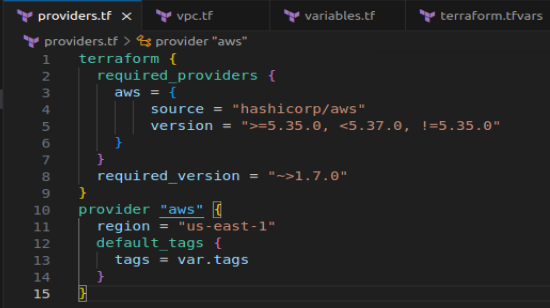 providers.tf × vpc.tf variables.tf terraform.tfvars
providers.tf > provider "aws"
1 terraform {
2 required_providers {
3 aws = {
4 source = "hashicorp/aws"
5 version = ">=5.35.0, <5.37.0, !=5.35.0"
6 }
7 }
8 required_version = "~>1.7.0"
9 }
10 provider "aws" {
11 region = "us-east-1"
12 default_tags {
13 tags = var.tags
14 }
15 }